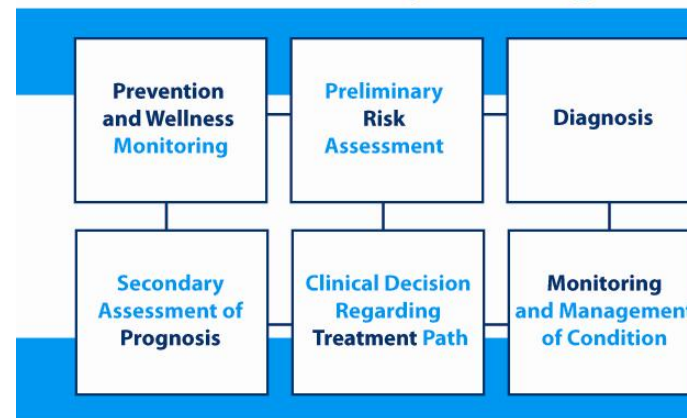 Prevention
and Wellness
Monitoring
Preliminary
Risk
Assessment
Diagnosis
Secondary
Assessment of
Prognosis
Clinical Decision
Regarding
Treatment Path
Monitoring
and Management
of Condition